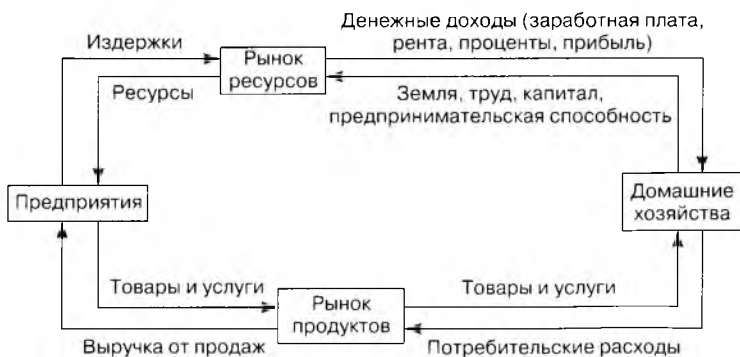 Денежные доходы (заработная плата,
рента, проценты, прибыль)
Издержки
Рынок
ресурсов
Ресурсы
Земля, труд, капитал,
предпринимательская способность
Предприятия
Домашние
хозяйства
Товары и услуги
Товары и услуги
Рынок
продуктов
Выручка от продаж
Потребительские расходы